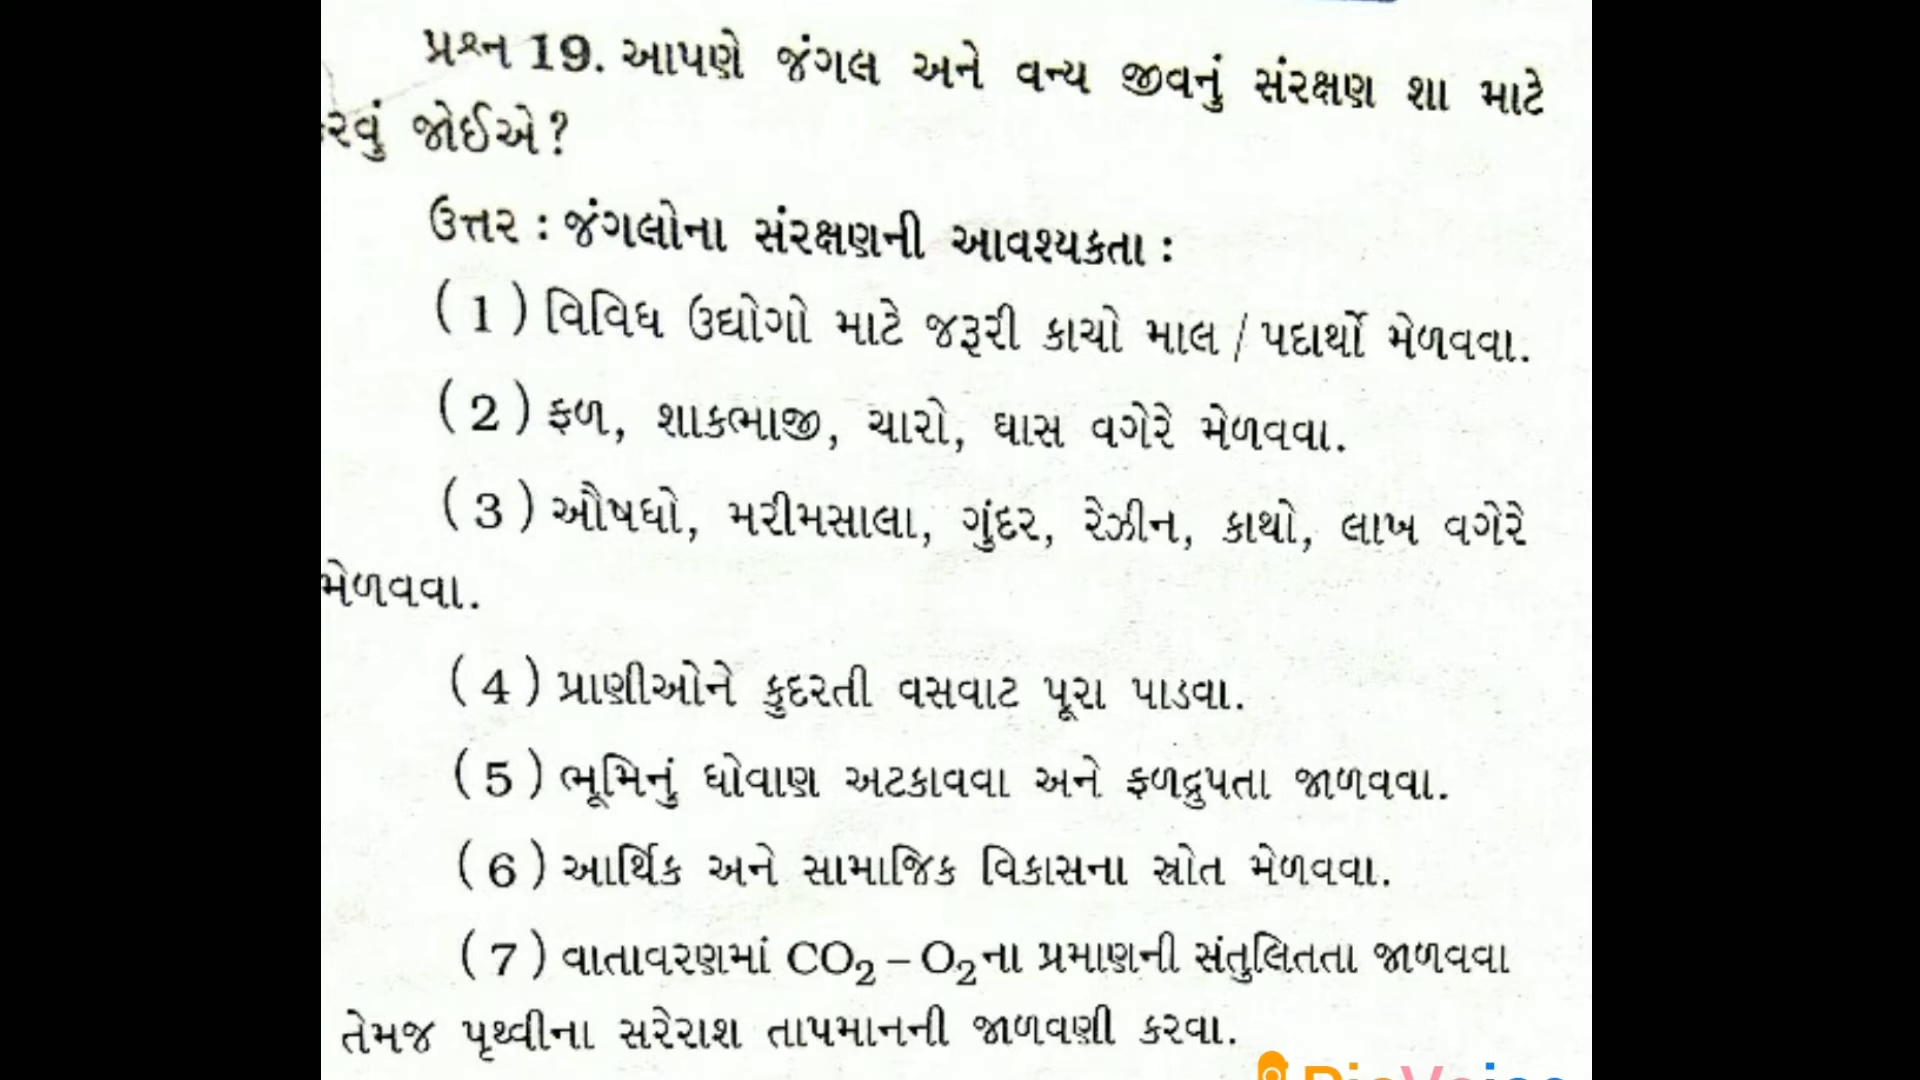 પ્રશ્ન 19. આપણે જંગલ અને વન્ય જીવનું સંરક્ષણ શા માટે
કરવું જોઈએ?
ઉત્તર : જંગલોના સંરક્ષણની આવશ્યકતા :
(1) વિવિધ ઉદ્યોગો માટે જરૂરી કાચો માલ / પદાર્થો મેળવવા.
(2) ફળ, શાકભાજી, ચારો, ઘાસ વગેરે મેળવવા.
(3) ઔષધો, મરીમસાલા, ગુંદર, રેઝીન, કાથો, લાખ વગેરે
મેળવવા.
(4) પ્રાણીઓને કુદરતી વસવાટ પૂરા પાડવા.
(5) ભૂમિનું ધોવાણ અટકાવવા અને ફળદ્રુપતા જાળવવા.
(6) આર્થિક અને સામાજિક વિકાસના સ્રોત મેળવવા.
(7) વાતાવરણમાં CO₂ – O₂ના પ્રમાણની સંતુલિતતા જાળવવા
તેમજ પૃથ્વીના સરેરાશ તાપમાનની જાળવણી કરવા.